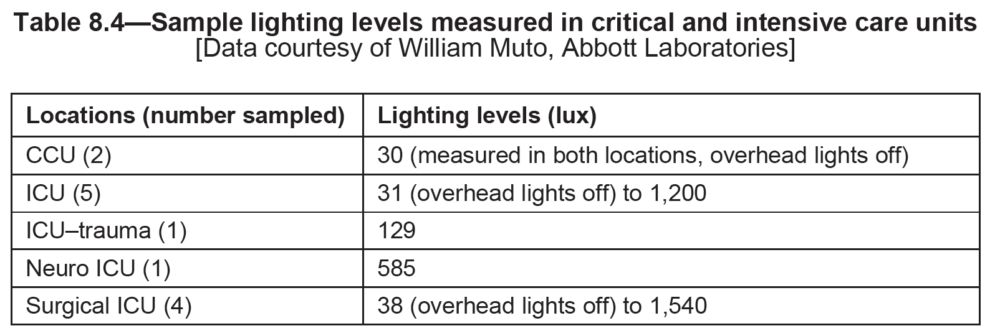 Table 8.4—Sample lighting levels measured in critical and intensive care units
[Data courtesy of William Muto, Abbott Laboratories]
Locations (number sampled) Lighting levels (lux)
CCU (2) 30 (measured in both locations, overhead lights off)
ICU (5) 31 (overhead lights off) to 1,200
ICU–trauma (1) 129
Neuro ICU (1) 585
Surgical ICU (4) 38 (overhead lights off) to 1,540